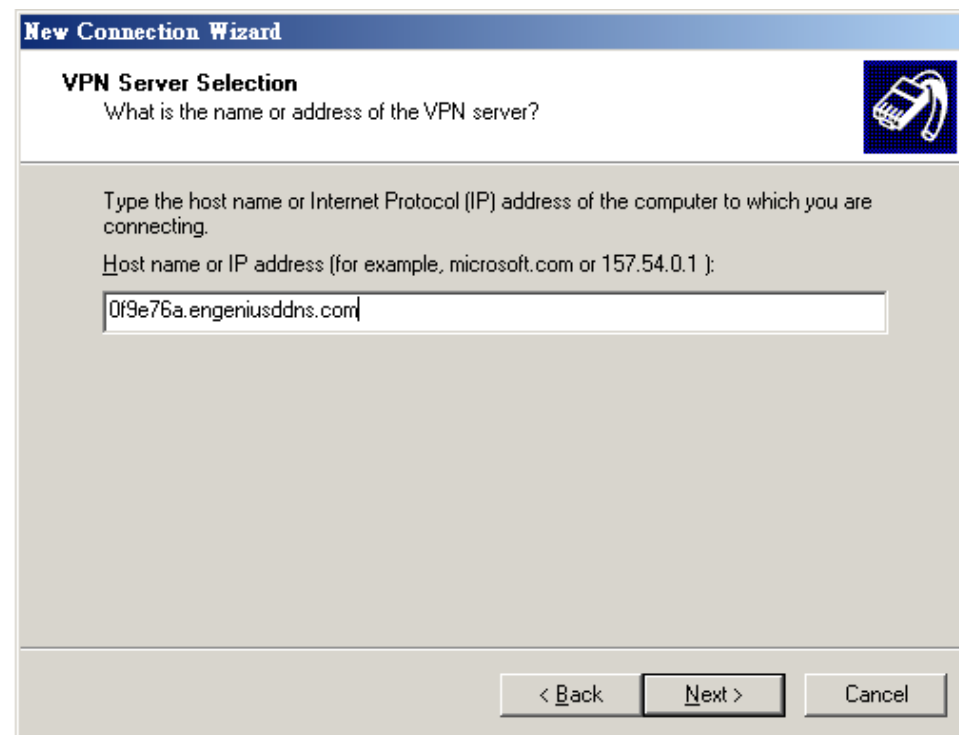 New Connection Wizard
VPN Server Selection
What is the name or address of the VPN server?
Type the host name or Internet Protocol (IP) address of the computer to which you are
connecting.
Host name or IP address (for example, microsoft.com or 157.54.0.1 ):
0f9e76a.engeniusddns.com
< Back
Next >
Cancel